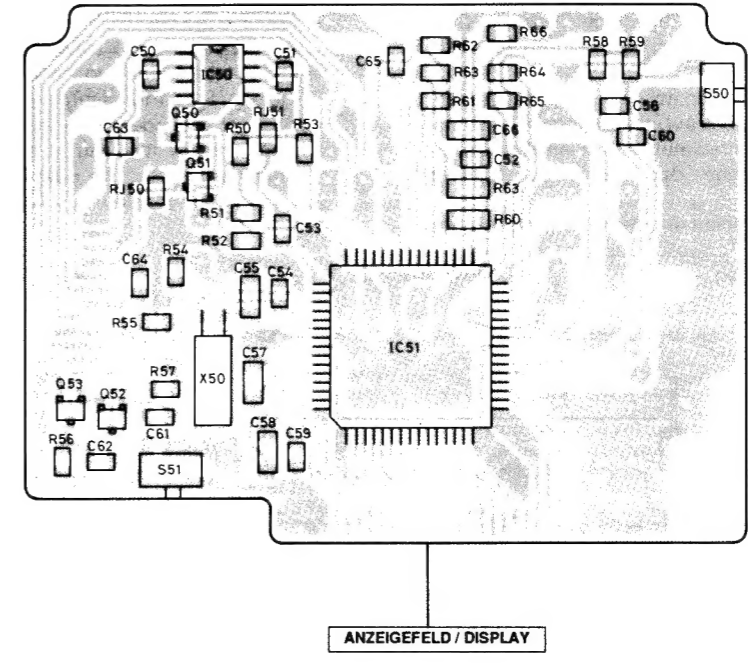 R66
R62
R58 R59
C50
C51
C65
IC50
R63
R64
S50
R61
R65
C56
Q50
RJ51
R50
R53
C63
C66
C60
Q51
C52
RJ50
R63
R51
R60
C53
R52
R54
C64
C55 C54
R55
IC51
C57
R57
X50
Q53
Q52
C58
C59
R56
C62
C61
S51
ANZEIGEFELD / DISPLAY